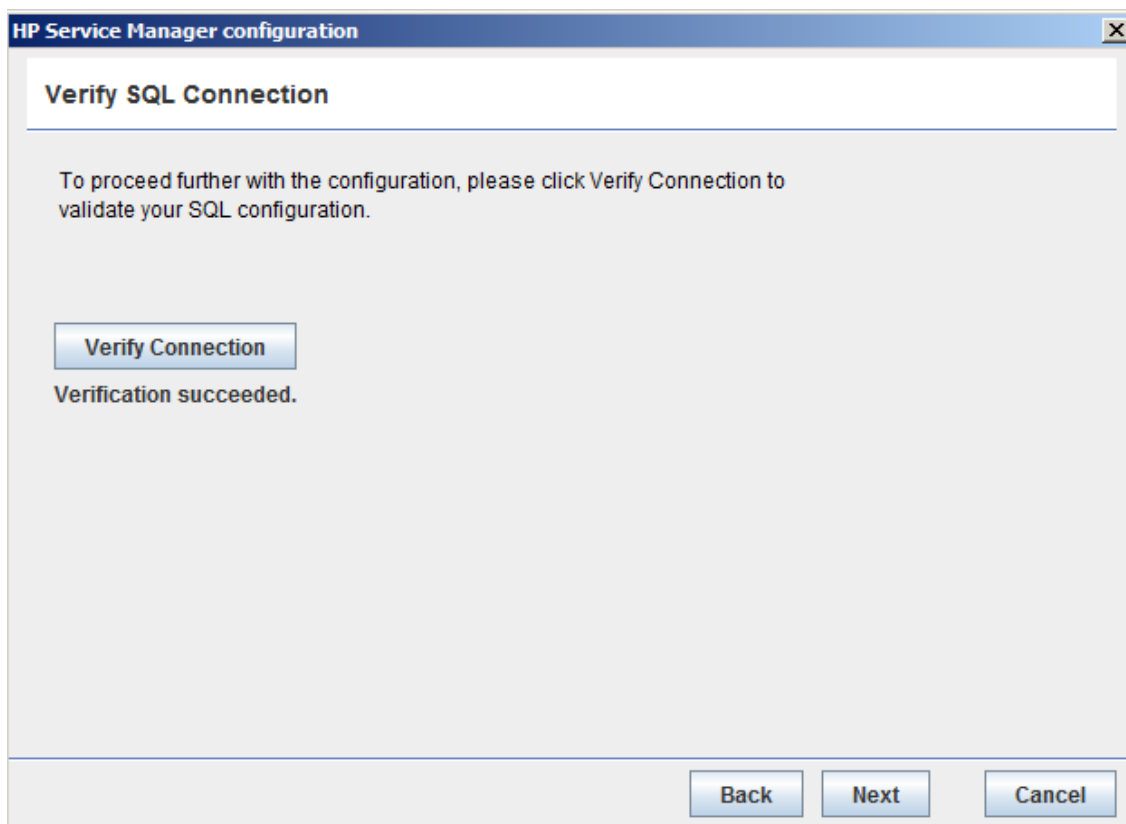 HP Service Manager configuration
Verify SQL Connection
To proceed further with the configuration, please click Verify Connection to
validate your SQL configuration.
Verify Connection
Verification succeeded.
Back Next Cancel